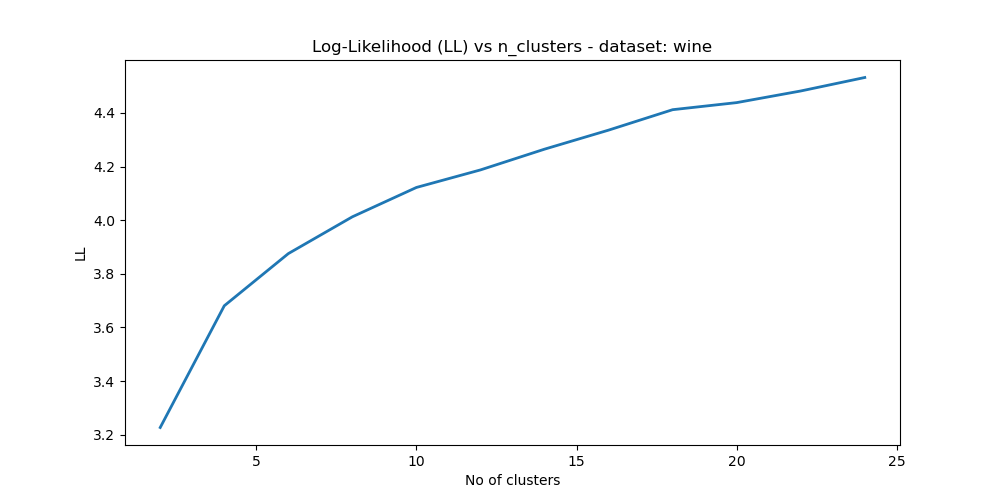 Log-Likelihood (LL) vs n_clusters - dataset: wine
LL
4.4
4.2
4.0
3.8
3.6
3.4
3.2
5 10 15 20 25
No of clusters